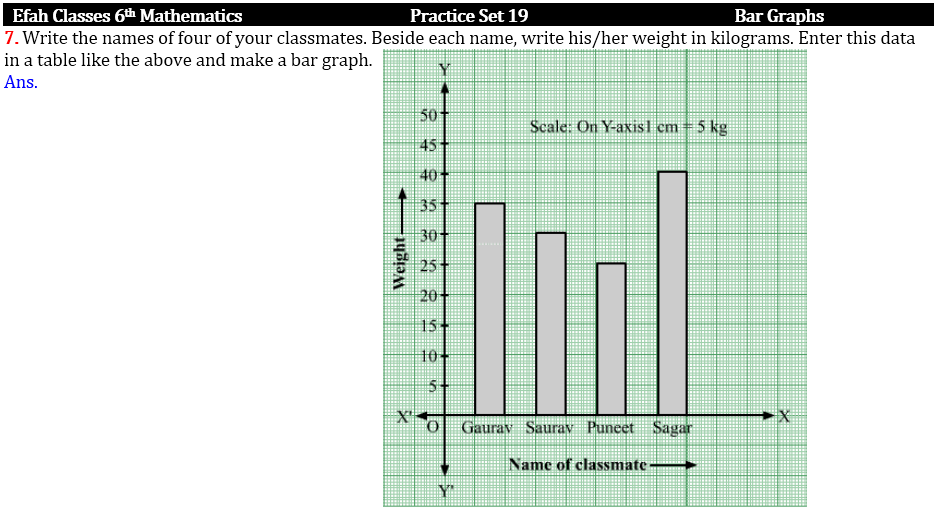 Efah Classes 6th Mathematics Practice Set 19 Bar Graphs
7. Write the names of four of your classmates. Beside each name, write his/her weight in kilograms. Enter this data
in a table like the above and make a bar graph.
Ans.
Y
Scale: On Y-axis1 cm = 5 kg
50
45
40
35
30
25
20
15
10
5
Weight
X' O X
Gaurav Saurav Puneet Sagar
Name of classmate
Y'